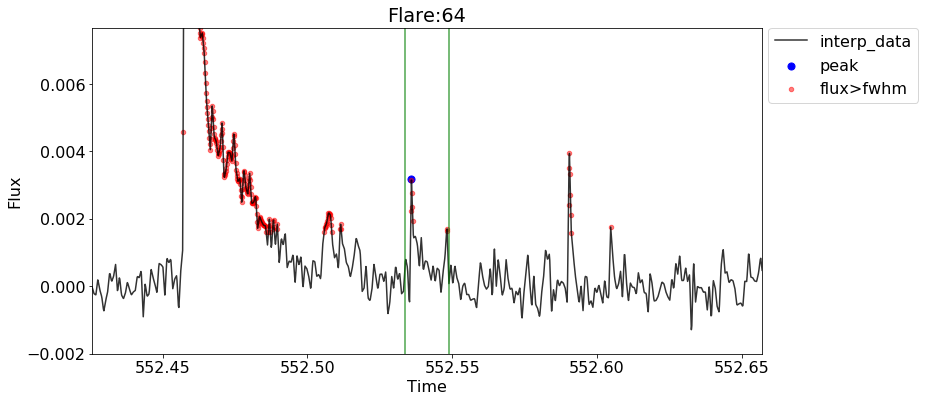 Flare:64
interp_data
peak
flux>fwhm
Flux
0.006
0.004
0.002
0.000
−0.002
552.45
552.50
552.55
552.60
552.65
Time